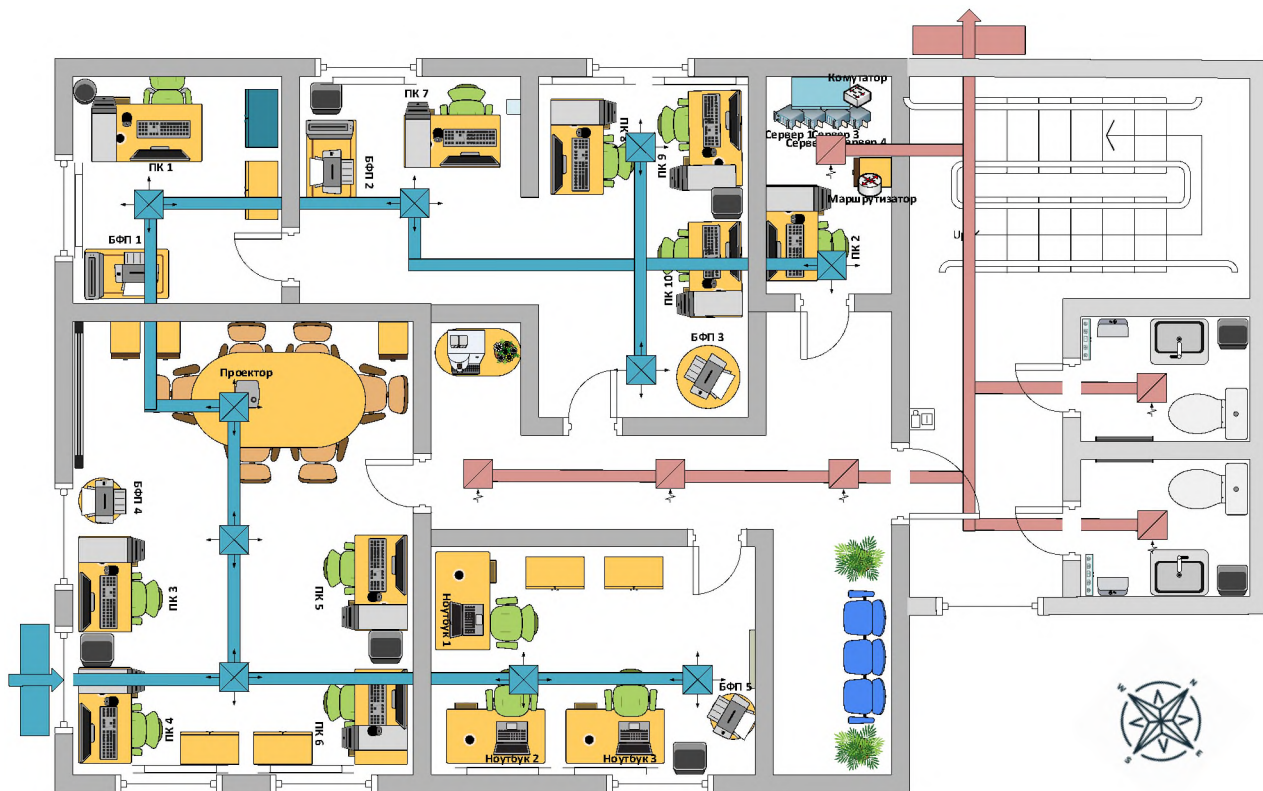 Комутатор
ПК 7
Сервер 1
Сервер 3
Сервер 4
ПК 8
ПК 9
ПК 1
БФП 2
Маршрутизатор
БФП 1
Up
ПК 2
ПК 10
БФП 3
Проектор
БФП 4
ПК 3
ПК 5
Ноутбук 1
БФП 5
ПК 4
ПК 6
Ноутбук 2
Ноутбук 3
N
W
E
S